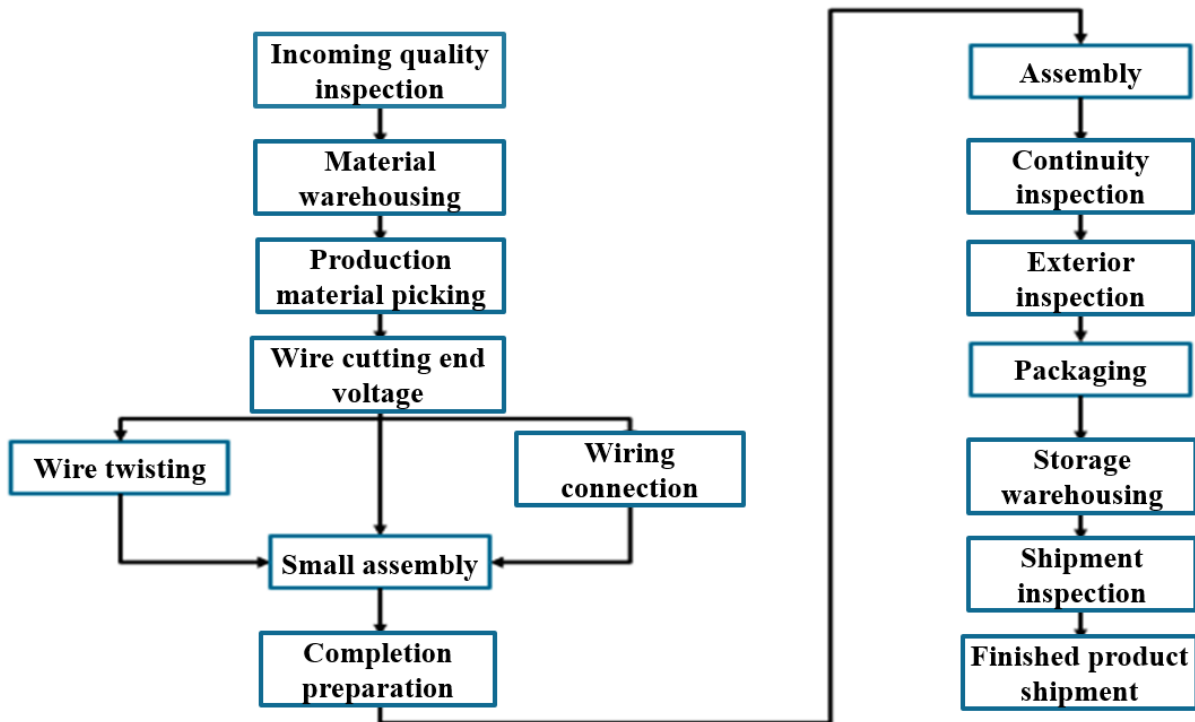 Incoming quality
inspection
Material
warehousing
Production
material picking
Wire cutting end
voltage
Wire twisting
Wiring
connection
Small assembly
Completion
preparation
Assembly
Continuity
inspection
Exterior
inspection
Packaging
Storage
warehousing
Shipment
inspection
Finished product
shipment